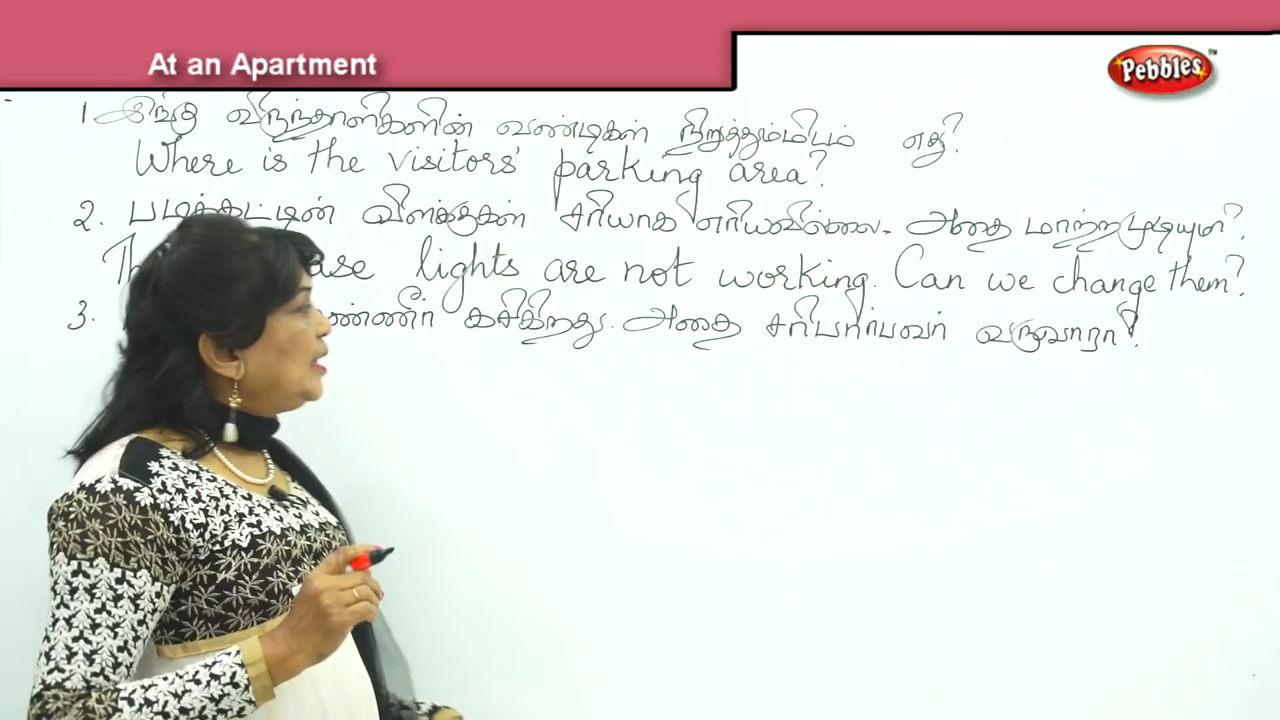 At an Apartment
Pebbles™
1. இங்கு விருந்தாளிகளின் வண்டிகள் நிறுத்துமிடம் எது?
Where is the visitors' parking area?
2. படிக்கட்டின் விளக்குகள் சரியாக எரியவில்லை. அதை மாற்றமுடியுமா?
lights are not working. Can we change them?
3. கசிகிறது. அதை சரிபார்ப்பவர் வருவாரா?